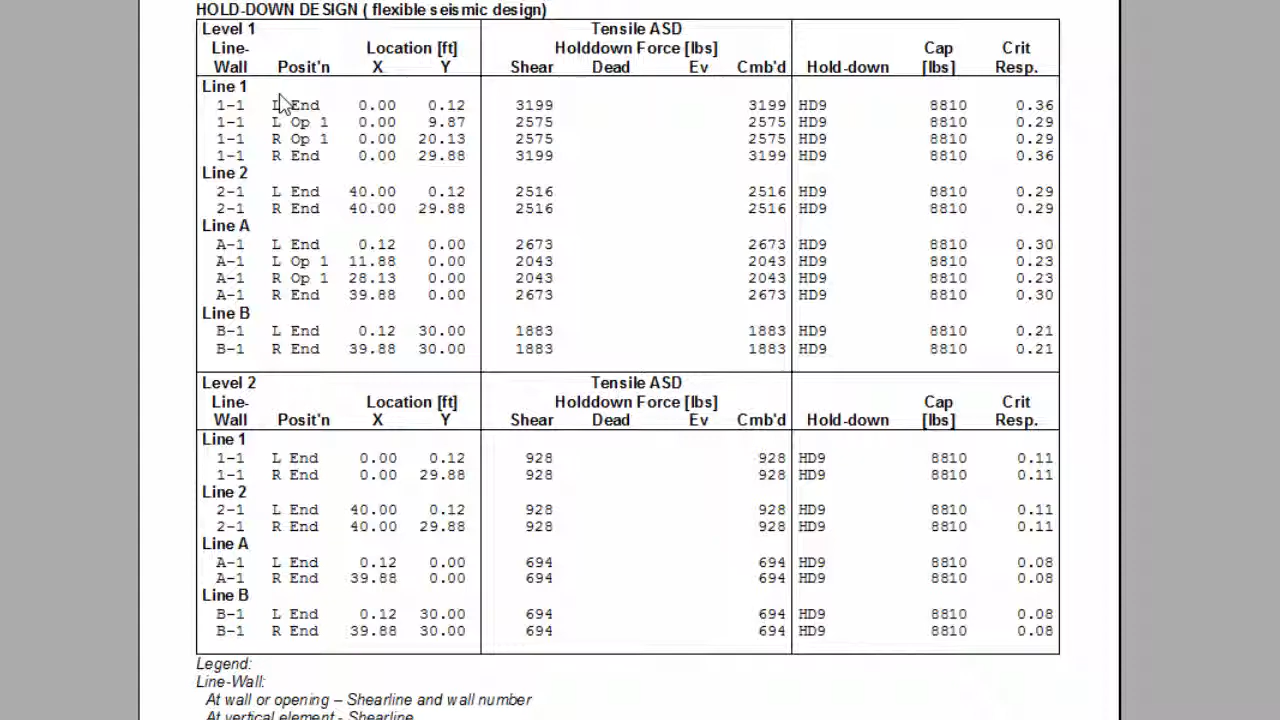 HOLD-DOWN DESIGN ( flexible seismic design)
Level 1 Tensile ASD
Line- Location [ft] Holddown Force [lbs] Cap Crit
Wall Posit'n X Y Shear Dead Ev Cmb'd Hold-down [lbs] Resp.
Line 1
1-1 L End 0.00 0.12 3199 3199 HD9 8810 0.36
1-1 L Op 1 0.00 9.87 2575 2575 HD9 8810 0.29
1-1 R Op 1 0.00 20.13 2575 2575 HD9 8810 0.29
1-1 R End 0.00 29.88 3199 3199 HD9 8810 0.36
Line 2
2-1 L End 40.00 0.12 2516 2516 HD9 8810 0.29
2-1 R End 40.00 29.88 2516 2516 HD9 8810 0.29
Line A
A-1 L End 0.12 0.00 2673 2673 HD9 8810 0.30
A-1 L Op 1 11.88 0.00 2043 2043 HD9 8810 0.23
A-1 R Op 1 28.13 0.00 2043 2043 HD9 8810 0.23
A-1 R End 39.88 0.00 2673 2673 HD9 8810 0.30
Line B
B-1 L End 0.12 30.00 1883 1883 HD9 8810 0.21
B-1 R End 39.88 30.00 1883 1883 HD9 8810 0.21
Level 2 Tensile ASD
Line- Location [ft] Holddown Force [lbs] Cap Crit
Wall Posit'n X Y Shear Dead Ev Cmb'd Hold-down [lbs] Resp.
Line 1
1-1 L End 0.00 0.12 928 928 HD9 8810 0.11
1-1 R End 0.00 29.88 928 928 HD9 8810 0.11
Line 2
2-1 L End 40.00 0.12 928 928 HD9 8810 0.11
2-1 R End 40.00 29.88 928 928 HD9 8810 0.11
Line A
A-1 L End 0.12 0.00 694 694 HD9 8810 0.08
A-1 R End 39.88 0.00 694 694 HD9 8810 0.08
Line B
B-1 L End 0.12 30.00 694 694 HD9 8810 0.08
B-1 R End 39.88 30.00 694 694 HD9 8810 0.08
Legend:
Line-Wall:
At wall or opening – Shearline and wall number
At vertical element - Shearline